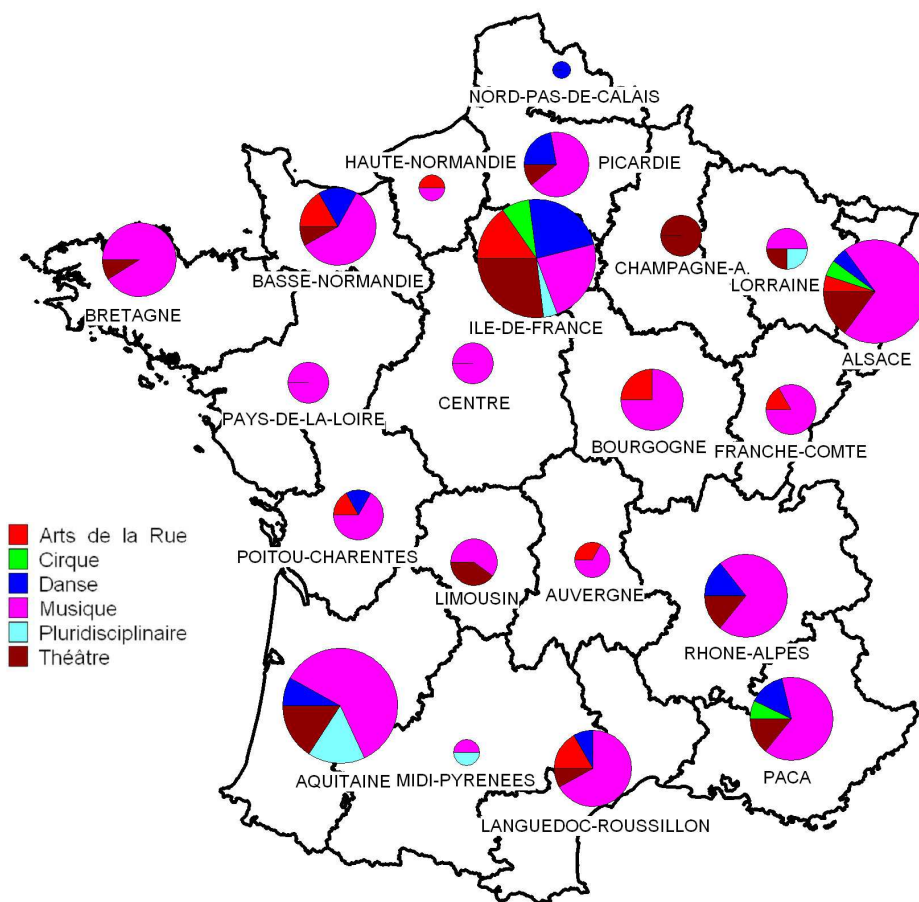 NORD-PAS-DE-CALAIS
HAUTE-NORMANDIE
PICARDIE
BASSE-NORMANDIE
CHAMPAGNE-A.
LORRAINE
BRETAGNE
ILE-DE-FRANCE
ALSACE
PAYS-DE-LA-LOIRE
CENTRE
BOURGOGNE
FRANCHE-COMTE
POITOU-CHARENTES
LIMOUSIN
AUVERGNE
RHONE-ALPES
Arts de la Rue
Cirque
Danse
Musique
Pluridisciplinaire
Théâtre
AQUITAINE
MIDI-PYRENEES
PACA
LANGUEDOC-ROUSSILLON